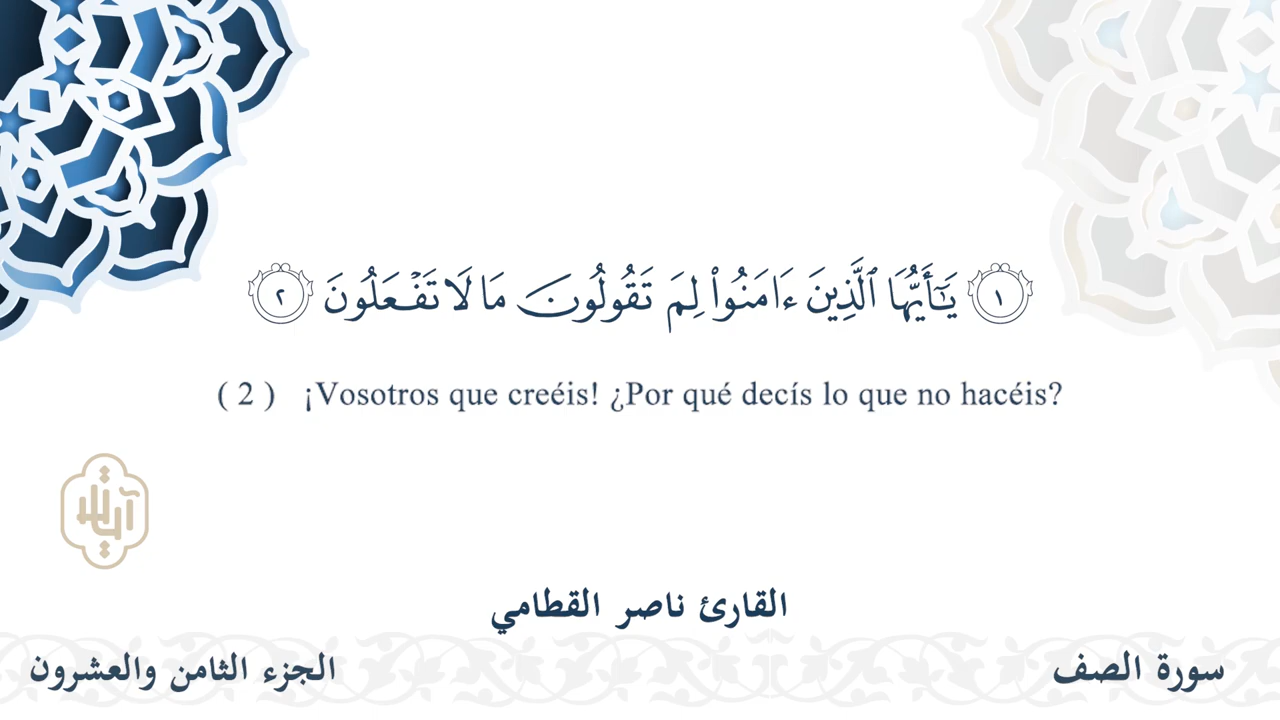 ١ يَـٰٓأَيُّهَا ٱلَّذِينَ ءَامَنُوا۟ لِمَ تَقُولُونَ مَا لَا تَفْعَلُونَ ٢
( 2 ) ¡Vosotros que creéis! ¿Por qué decís lo que no hacéis?
القارئ ناصر القطامي
سورة الصف
الجزء الثامن والعشرون